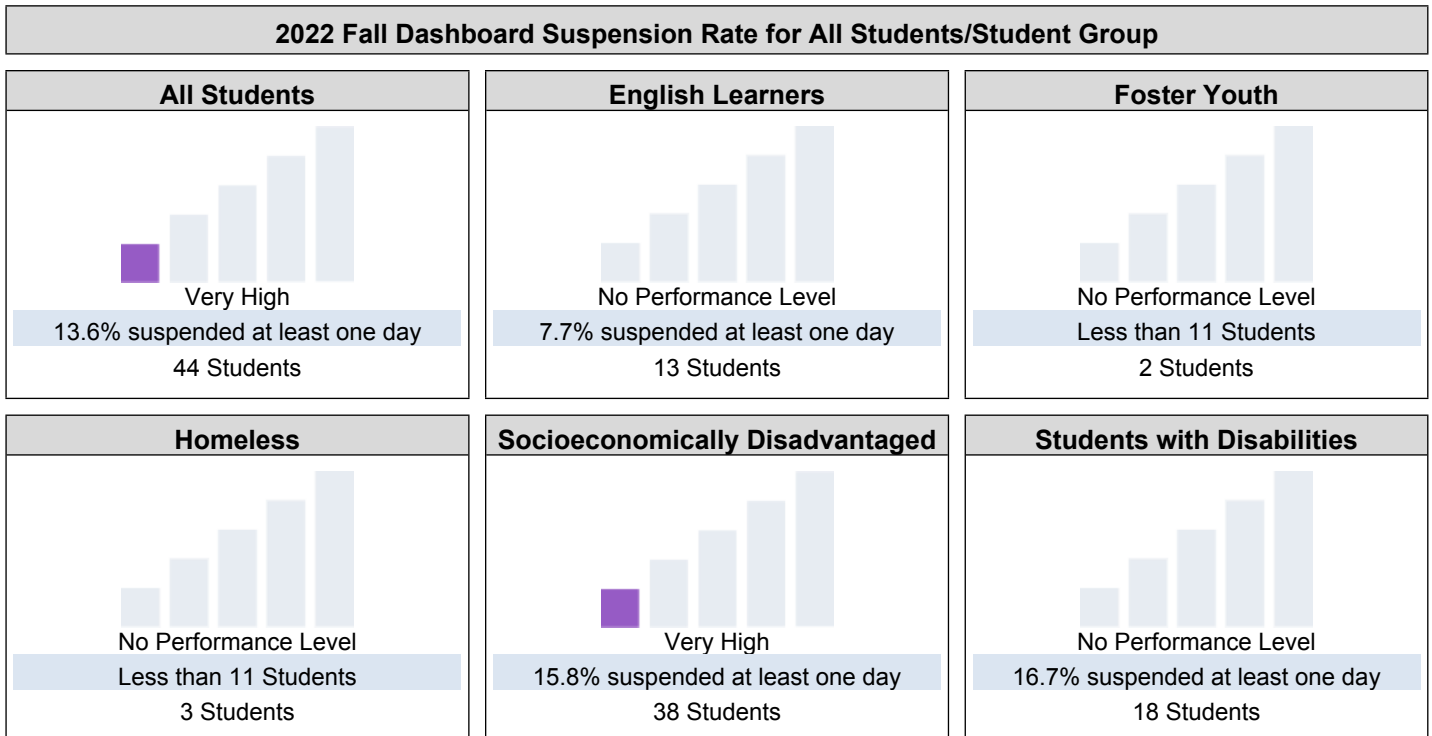 2022 Fall Dashboard Suspension Rate for All Students/Student Group
All Students
Very High
13.6% suspended at least one day
44 Students
English Learners
No Performance Level
7.7% suspended at least one day
13 Students
Foster Youth
No Performance Level
Less than 11 Students
2 Students
Homeless
No Performance Level
Less than 11 Students
3 Students
Socioeconomically Disadvantaged
Very High
15.8% suspended at least one day
38 Students
Students with Disabilities
No Performance Level
16.7% suspended at least one day
18 Students